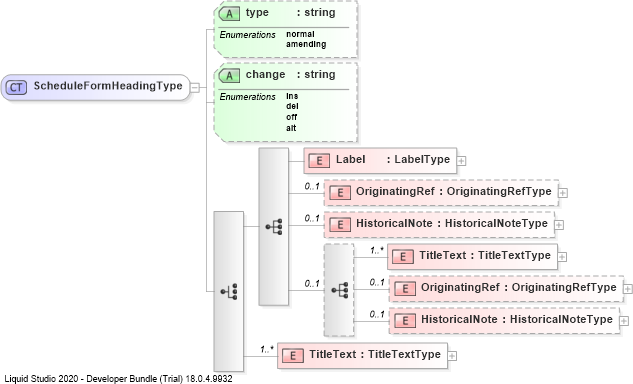 A type : string
Enumerations normal
amending
CT ScheduleFormHeadingType
A change : string
Enumerations ins
del
off
alt
E Label : LabelType
0..1 E OriginatingRef : OriginatingRefType
0..1 E HistoricalNote : HistoricalNoteType
1..* E TitleText : TitleTextType
0..1 0..1 E OriginatingRef : OriginatingRefType
0..1 E HistoricalNote : HistoricalNoteType
1..* E TitleText : TitleTextType
Liquid Studio 2020 - Developer Bundle (Trial) 18.0.4.9932